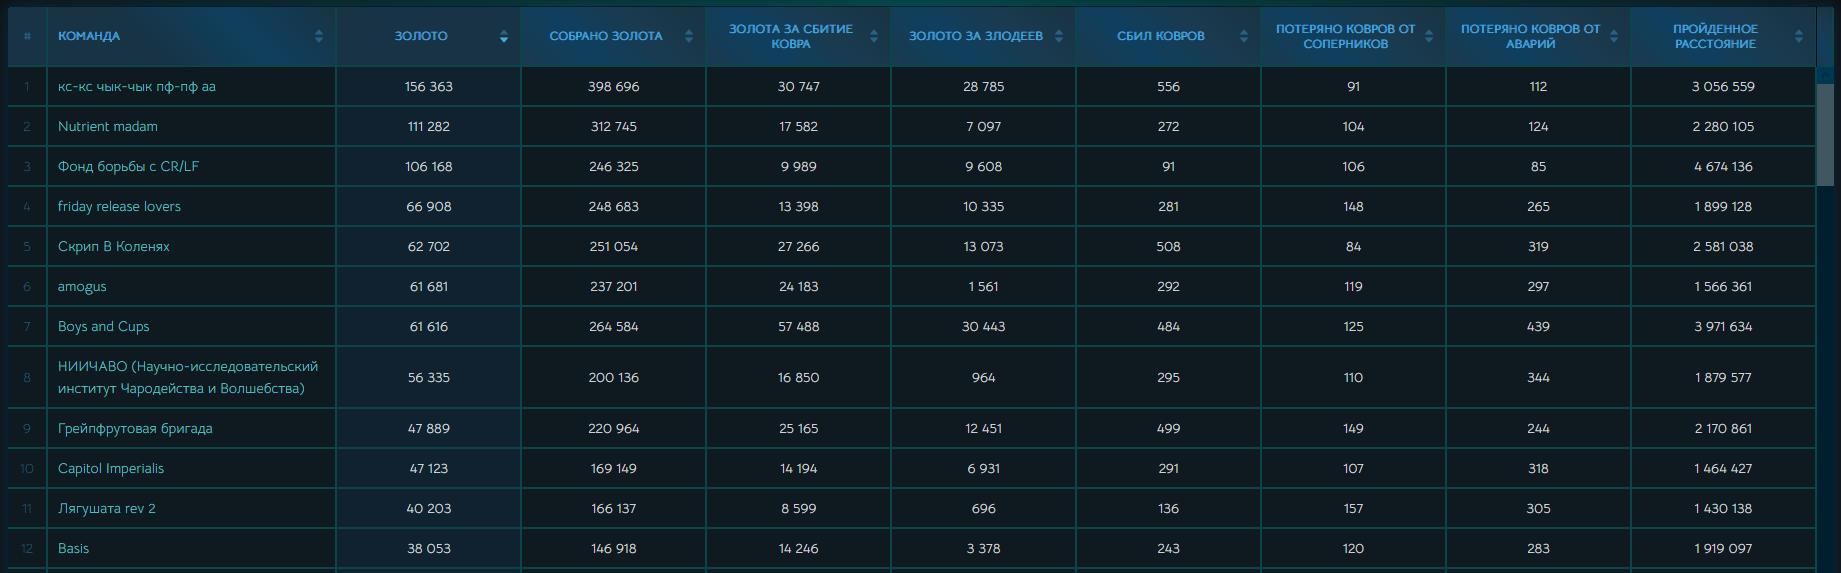 # КОМАНДА ЗОЛОТО СОБРАНО ЗОЛОТА ЗОЛОТА ЗА СБИТИЕ КОВРА ЗОЛОТО ЗА ЗЛОДЕЕВ СБИЛ КОВРОВ ПОТЕРЯНО КОВРОВ ОТ СОПЕРНИКОВ ПОТЕРЯНО КОВРОВ ОТ АВАРИЙ ПРОЙДЕННОЕ РАССТОЯНИЕ
1 кс-кс чык-чык пф-пф аа 156 363 398 696 30 747 28 785 556 91 112 3 056 559
2 Nutrient madam 111 282 312 745 17 582 7 097 272 104 124 2 280 105
3 Фонд борьбы с CR/LF 106 168 246 325 9 989 9 608 91 106 85 4 674 136
4 friday release lovers 66 908 248 683 13 398 10 335 281 148 265 1 899 128
5 Скрип В Коленях 62 702 251 054 27 266 13 073 508 84 319 2 581 038
6 amogus 61 681 237 201 24 183 1 561 292 119 297 1 566 361
7 Boys and Cups 61 616 264 584 57 488 30 443 484 125 439 3 971 634
8 НИИЧАВО (Научно-исследовательский
институт Чародейства и Волшебства) 56 335 200 136 16 850 964 295 110 344 1 879 577
9 Грейпфрутовая бригада 47 889 220 964 25 165 12 451 499 149 244 2 170 861
10 Capitol Imperialis 47 123 169 149 14 194 6 931 291 107 318 1 464 427
11 Лягушата rev 2 40 203 166 137 8 599 696 136 157 305 1 430 138
12 Basis 38 053 146 918 14 246 3 378 243 120 283 1 919 097